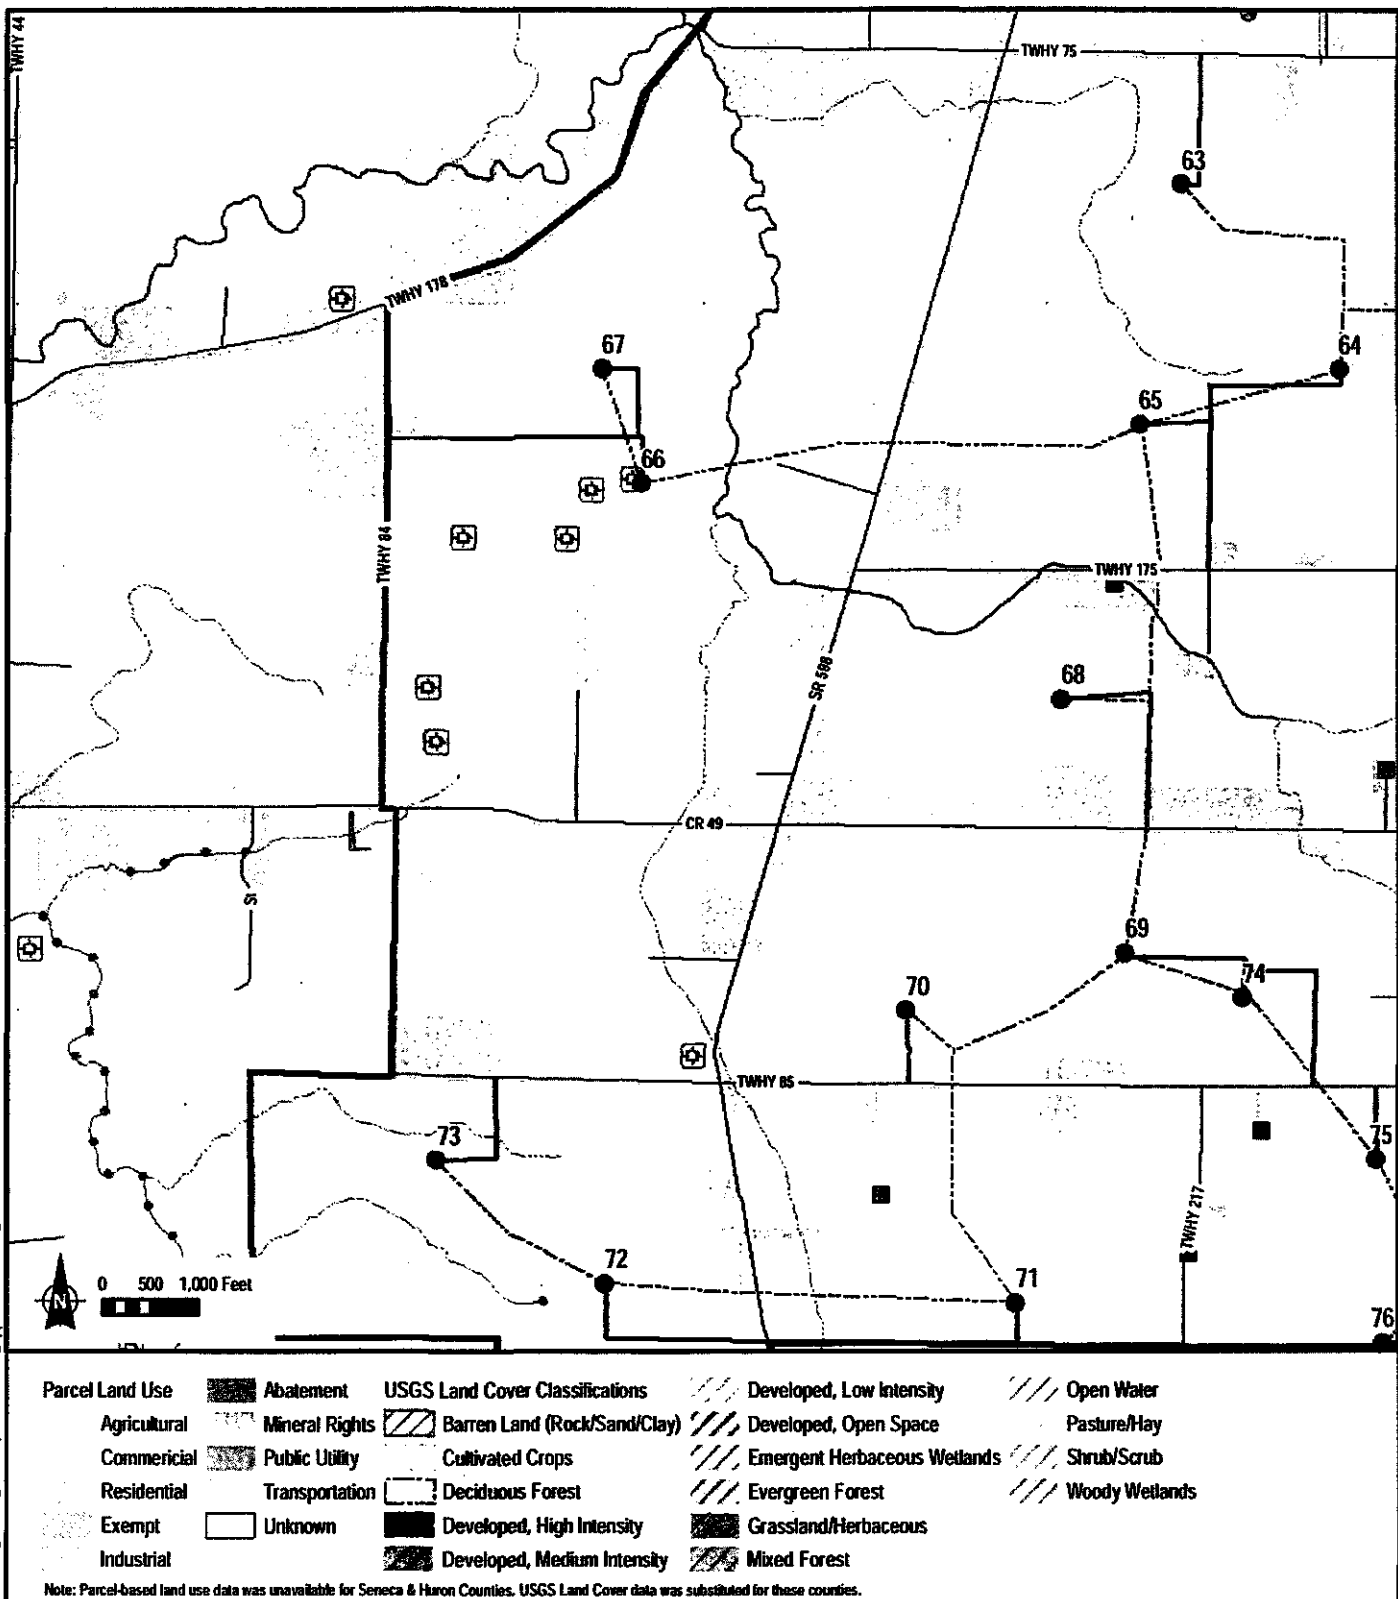 TWHY 44
TWHY 75
63
TWHY 178
67
64
65
66
TWHY 84
TWHY 175
SR 598
68
CR 49
St
69
74
70
TWHY 85
73
75
TWHY 217
72
71
76
N
0 500 1,000 Feet
Parcel Land Use
Agricultural
Commericial
Residential
Exempt
Industrial
Abatement
Mineral Rights
Public Utility
Transportation
Unknown
USGS Land Cover Classifications
Barren Land (Rock/Sand/Clay)
Cultivated Crops
Deciduous Forest
Developed, High Intensity
Developed, Medium Intensity
Developed, Low Intensity
Developed, Open Space
Emergent Herbaceous Wetlands
Evergreen Forest
Grassland/Herbaceous
Mixed Forest
Open Water
Pasture/Hay
Shrub/Scrub
Woody Wetlands
Note: Parcel-based land use data was unavailable for Seneca & Huron Counties. USGS Land Cover data was substituted for these counties.